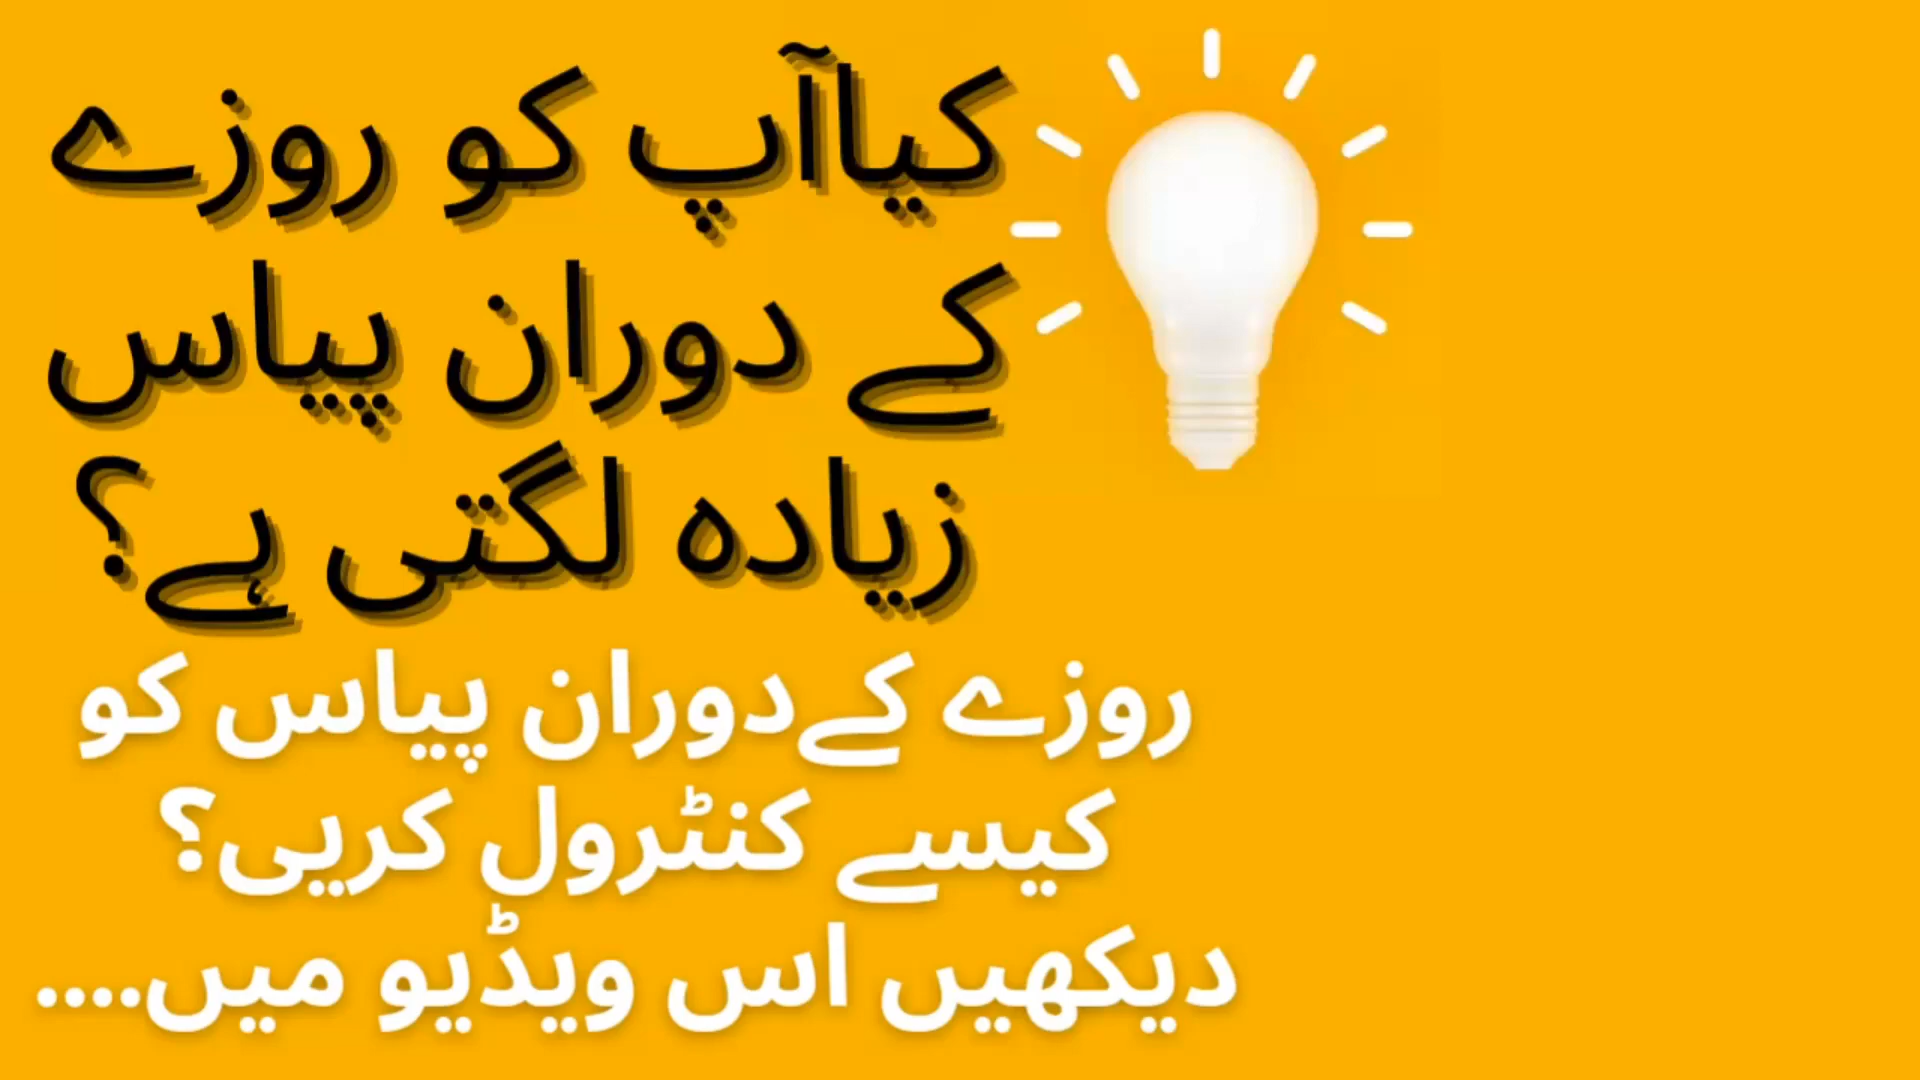 کیاآپ کو روزے
کے دوران پیاس
زیادہ لگتی ہے؟
روزے کےدوران پیاس کو
کیسے کنٹرول کریی؟
دیکھیں اس ویڈیو میں....